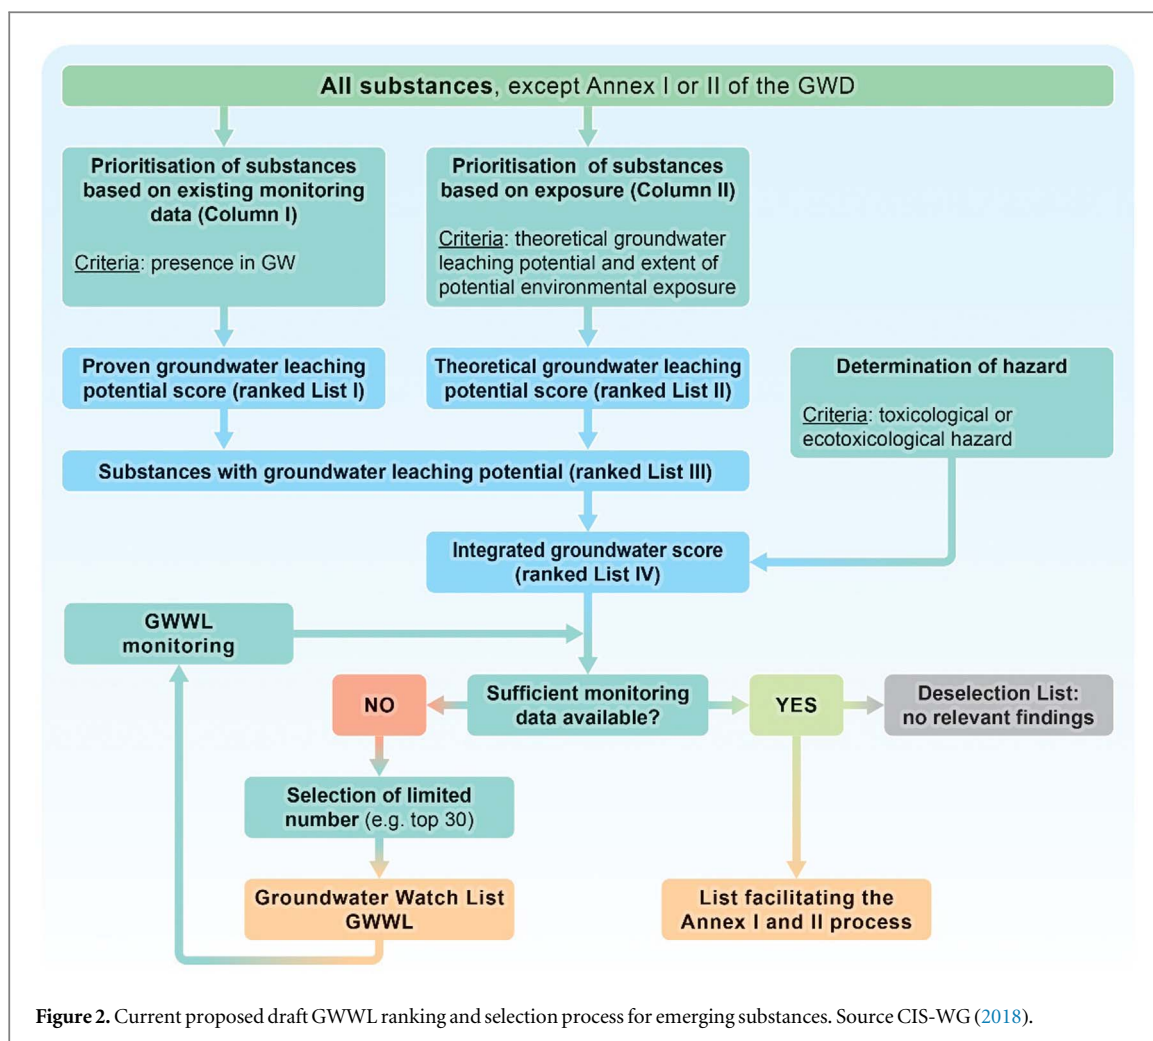 All substances, except Annex I or II of the GWD
Prioritisation of substances
based on existing monitoring
data (Column I)
Criteria: presence in GW
Prioritisation of substances
based on exposure (Column II)
Criteria: theoretical groundwater
leaching potential and extent of
potential environmental exposure
Proven groundwater leaching
potential score (ranked List I)
Theoretical groundwater leaching
potential score (ranked List II)
Determination of hazard
Criteria: toxicological or
ecotoxicological hazard
Substances with groundwater leaching potential (ranked List III)
Integrated groundwater score
(ranked List IV)
GWWL
monitoring
NO
Sufficient monitoring
data available?
YES
Deselection List:
no relevant findings
Selection of limited
number (e.g. top 30)
Groundwater Watch List
GWWL
List facilitating the
Annex I and II process
Figure 2. Current proposed draft GWWL ranking and selection process for emerging substances. Source CIS-WG (2018).